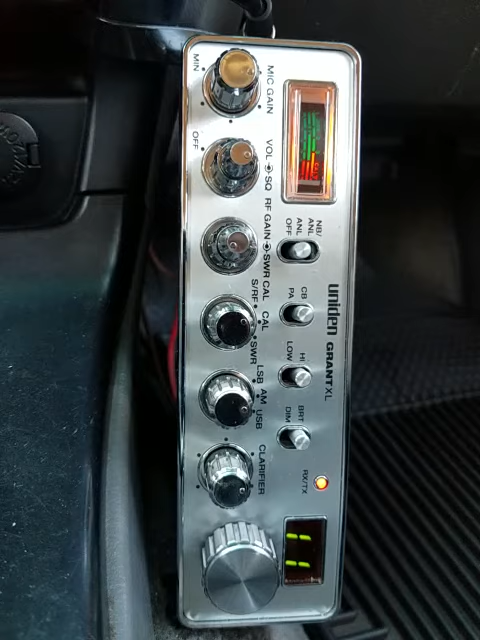 MIN
MIC GAIN
OFF
VOL
SQ
RF GAIN
SWR CAL
S/RF
CAL
SWR
LSB
AM
USB
CLARIFIER
NB/
ANL
ANL
OFF
CB
PA
HI
LOW
BRT
DIM
RX/TX
uniden GRANT XL
11